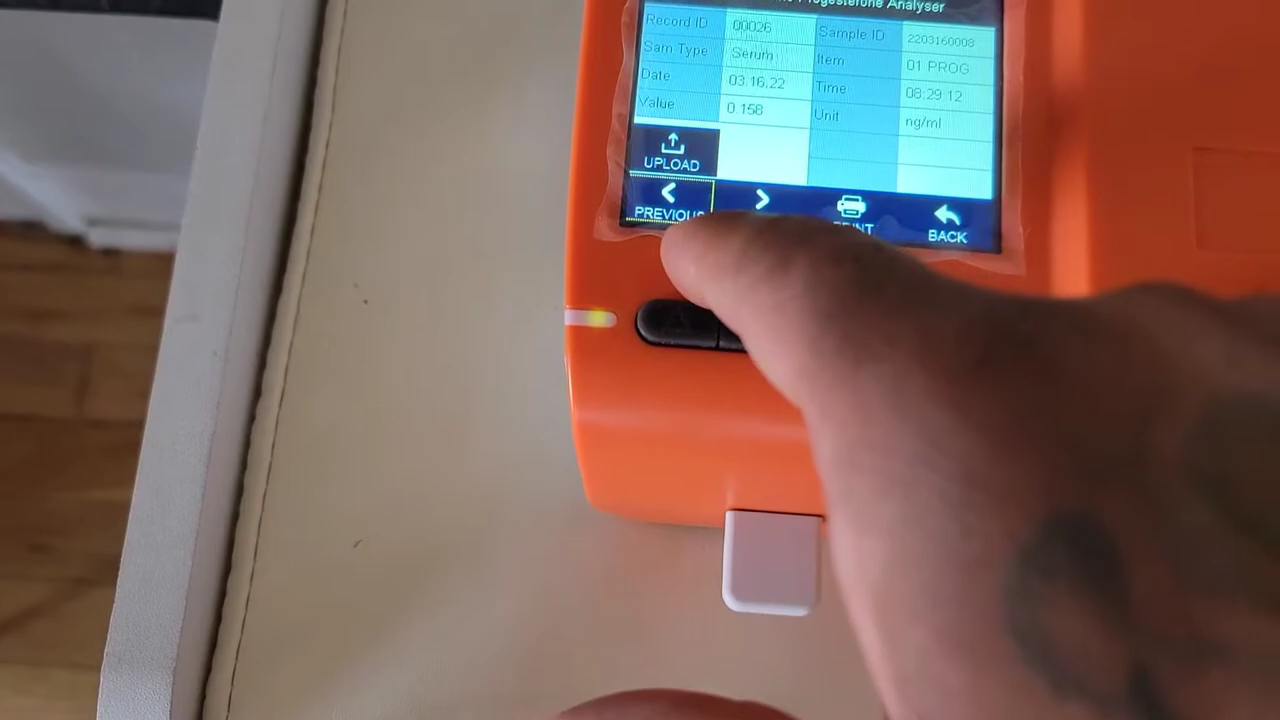 Progesterone Analyser
Record ID 00026 Sample ID 2203160008
Sam Type Serum Item 01 PROG
Date 03.16.22 Time 08:29:12
Value 0.158 Unit ng/ml
UPLOAD
PREVIOUS PRINT BACK